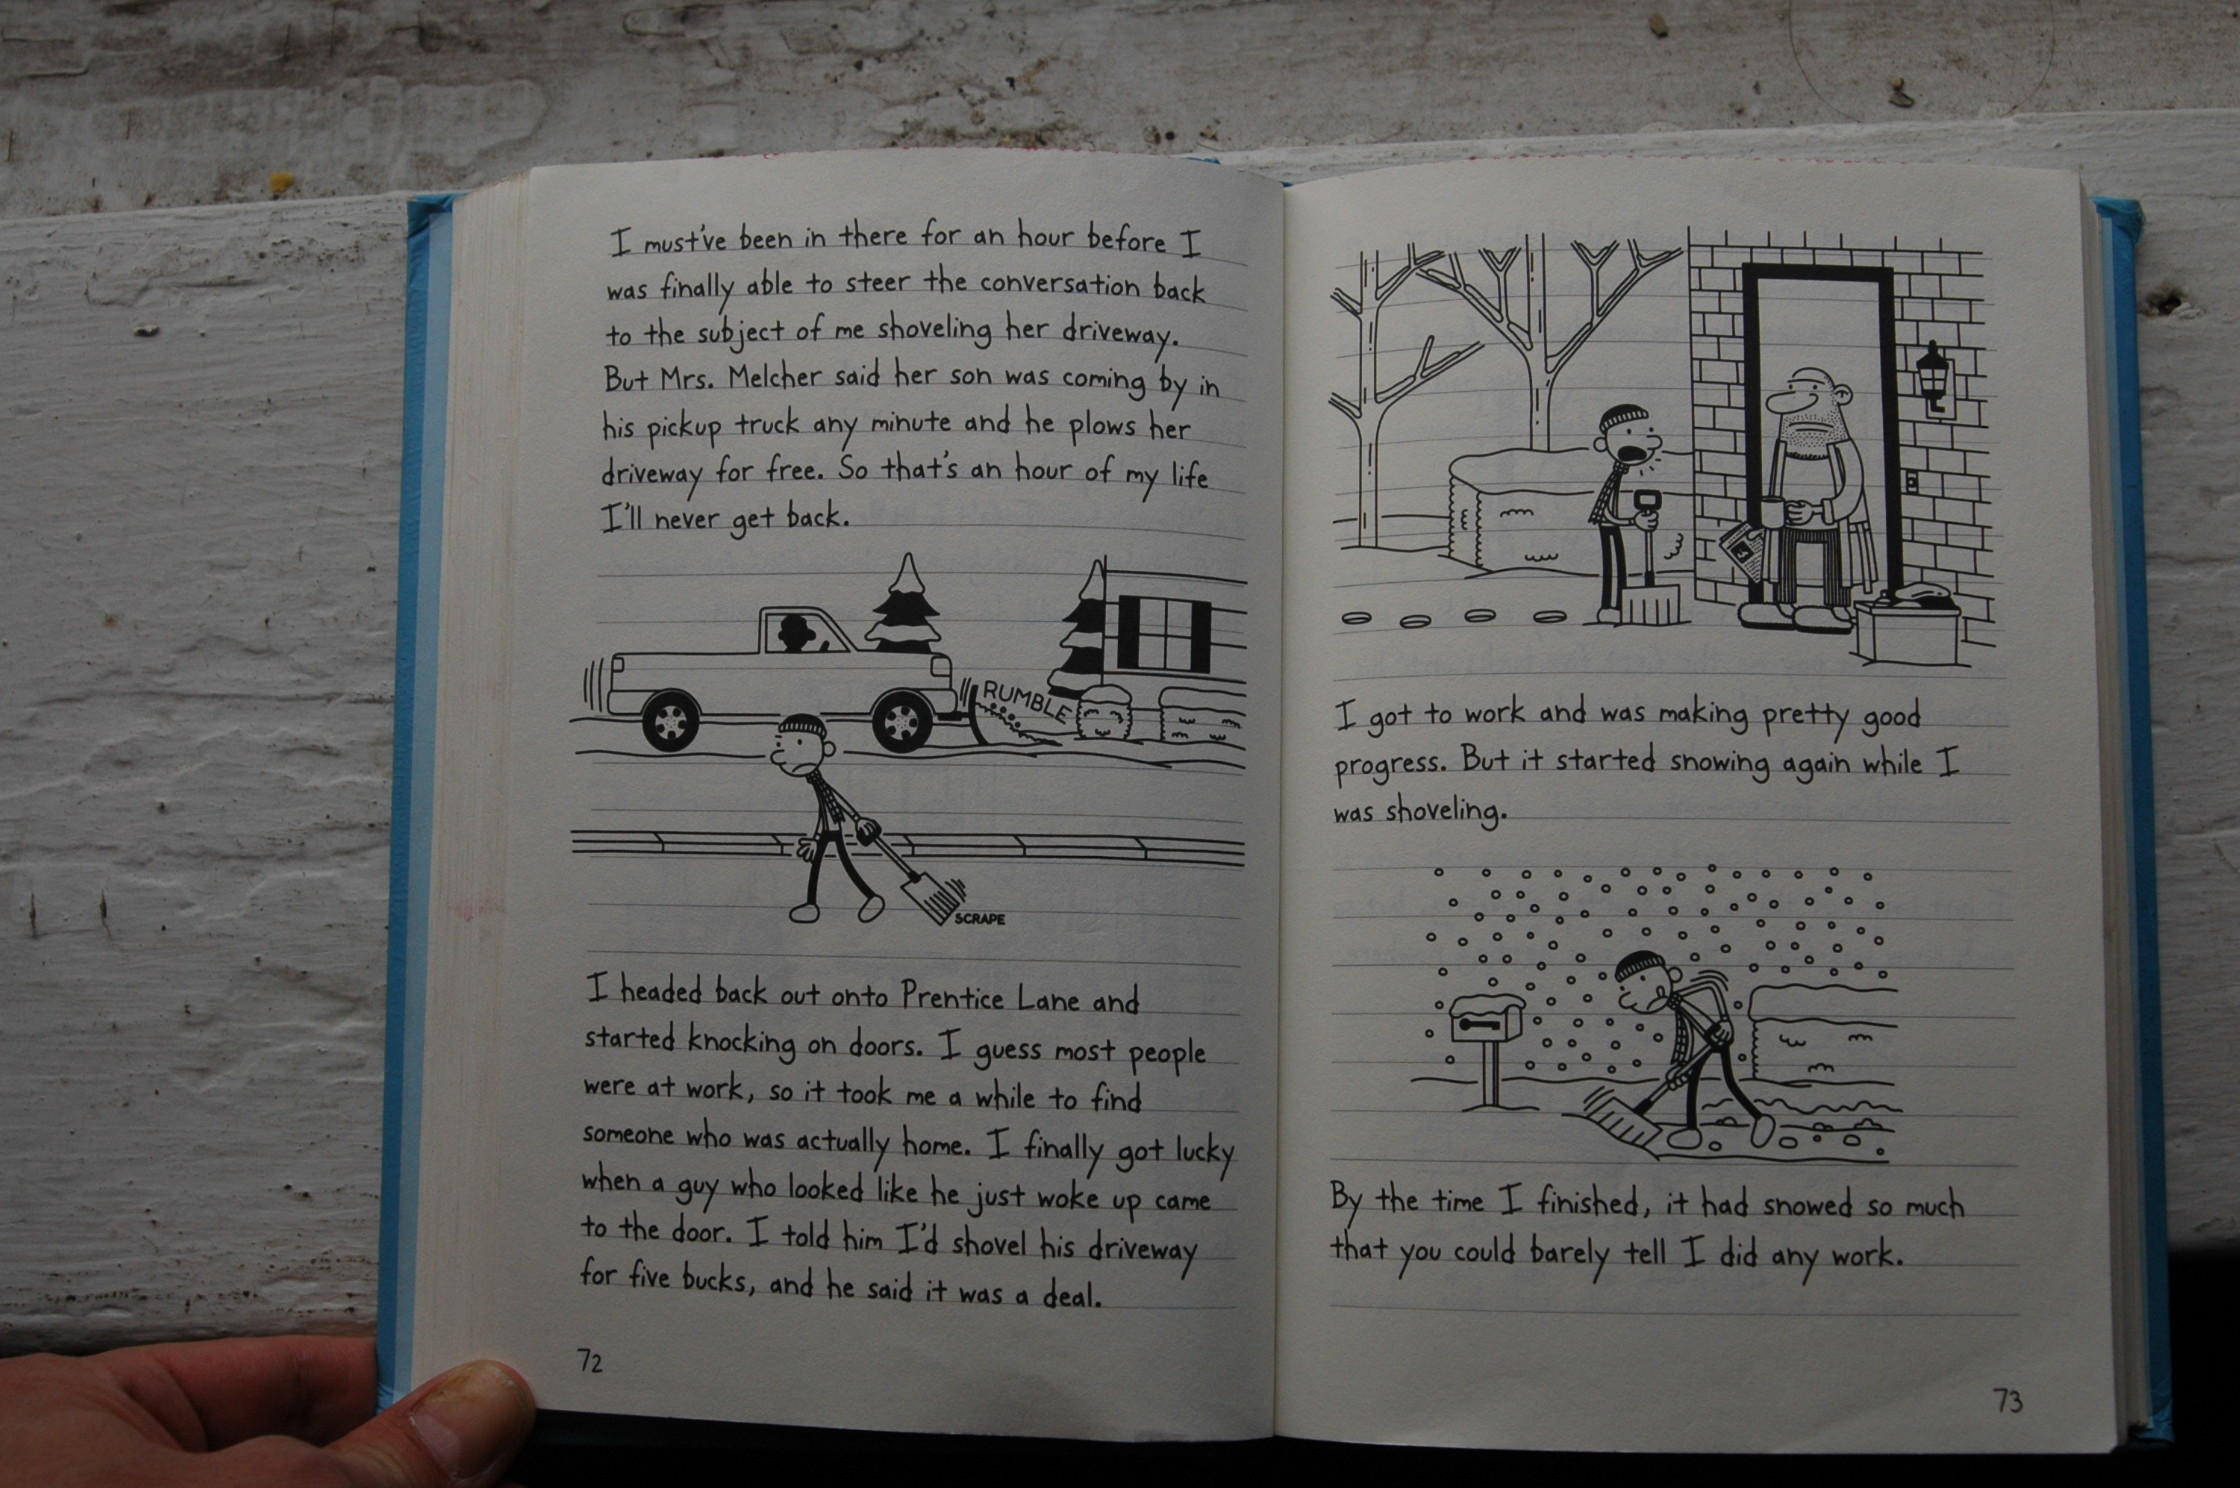 I must've been in there for an hour before I
was finally able to steer the conversation back
to the subject of me shoveling her driveway.
But Mrs. Melcher said her son was coming by in
his pickup truck any minute and he plows her
driveway for free. So that's an hour of my life
I'll never get back.
RUMBLE
SCRAPE
I headed back out onto Prentice Lane and
started knocking on doors. I guess most people
were at work, so it took me a while to find
someone who was actually home. I finally got lucky
when a guy who looked like he just woke up came
to the door. I told him I'd shovel his driveway
for five bucks, and he said it was a deal.
72
I got to work and was making pretty good
progress. But it started snowing again while I
was shoveling.
By the time I finished, it had snowed so much
that you could barely tell I did any work.
73